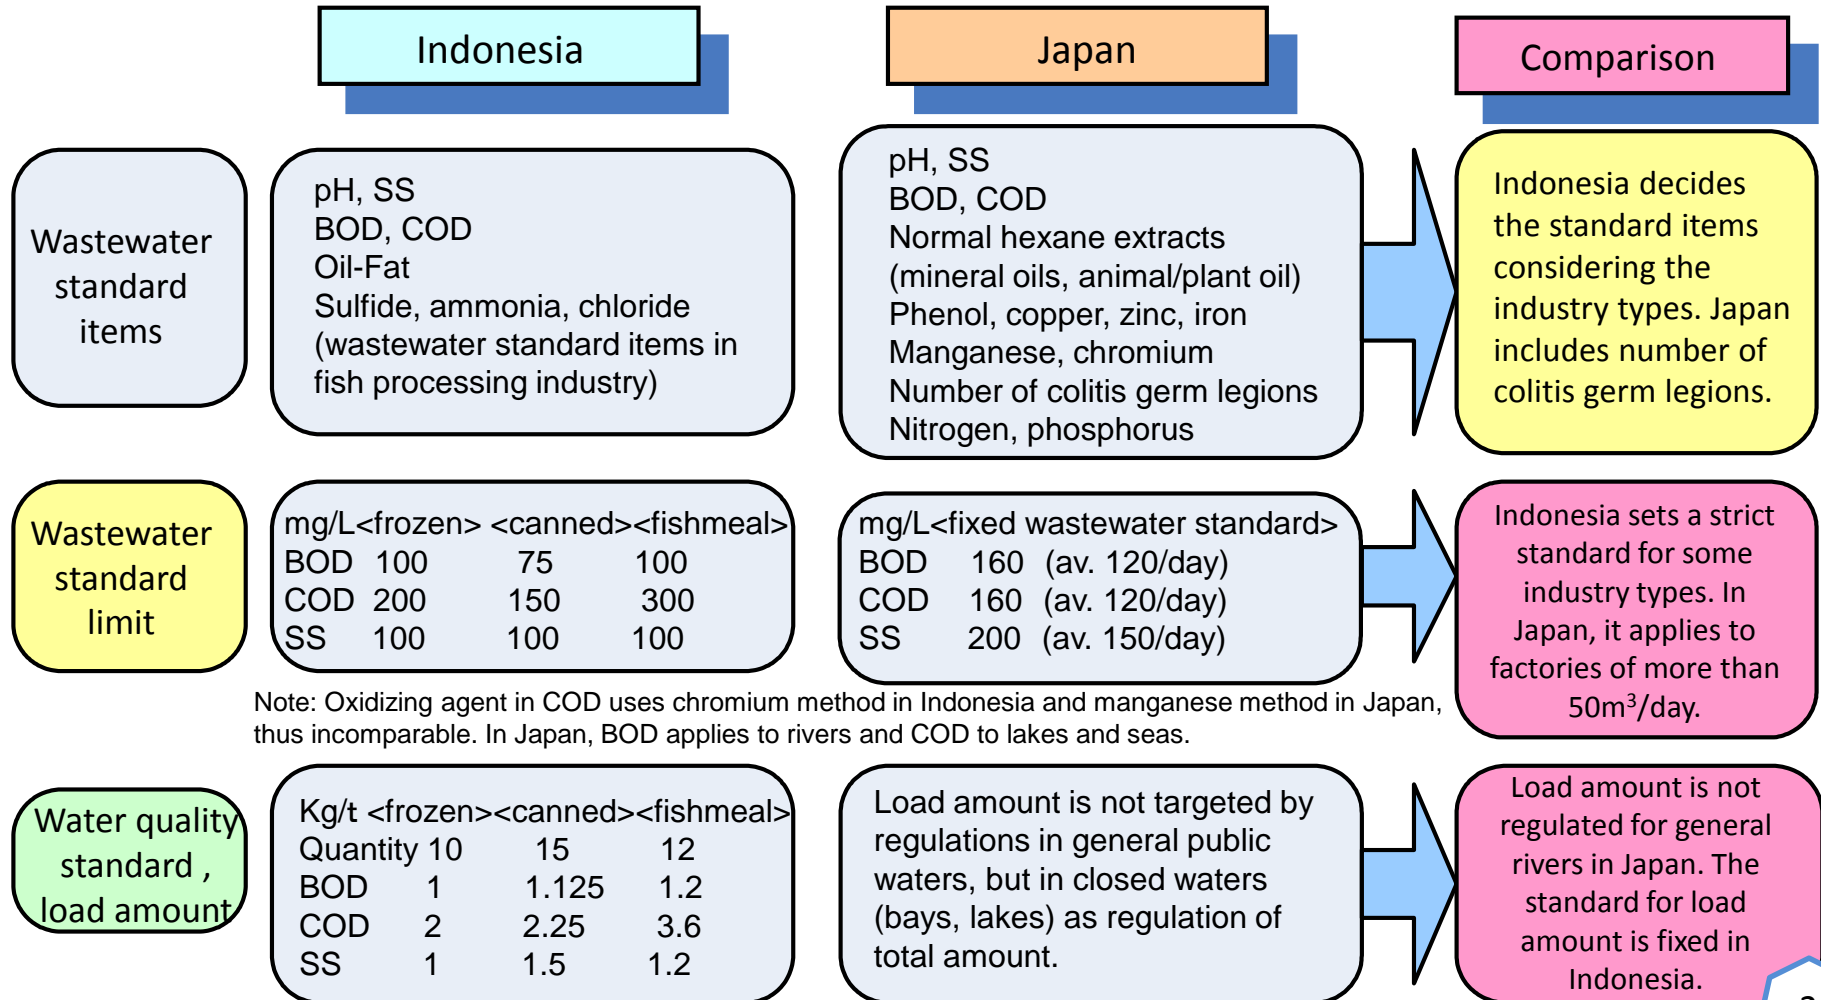 Indonesia
Japan
Comparison
Wastewater
standard
items
pH, SS
BOD, COD
Oil-Fat
Sulfide, ammonia, chloride
(wastewater standard items in
fish processing industry)
pH, SS
BOD, COD
Normal hexane extracts
(mineral oils, animal/plant oil)
Phenol, copper, zinc, iron
Manganese, chromium
Number of colitis germ legions
Nitrogen, phosphorus
Indonesia decides
the standard items
considering the
industry types. Japan
includes number of
colitis germ legions.
Wastewater
standard
limit
mg/L<frozen> <canned><fishmeal>
BOD 100 75 100
COD 200 150 300
SS 100 100 100
mg/L<fixed wastewater standard>
BOD 160 (av. 120/day)
COD 160 (av. 120/day)
SS 200 (av. 150/day)
Indonesia sets a strict
standard for some
industry types. In
Japan, it applies to
factories of more than
50m³/day.
Note: Oxidizing agent in COD uses chromium method in Indonesia and manganese method in Japan,
thus incomparable. In Japan, BOD applies to rivers and COD to lakes and seas.
Water quality
standard ,
load amount
Kg/t <frozen><canned><fishmeal>
Quantity 10 15 12
BOD 1 1.125 1.2
COD 2 2.25 3.6
SS 1 1.5 1.2
Load amount is not targeted by
regulations in general public
waters, but in closed waters
(bays, lakes) as regulation of
total amount.
Load amount is not
regulated for general
rivers in Japan. The
standard for load
amount is fixed in
Indonesia.